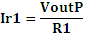 Ir1 = VoutP / R1